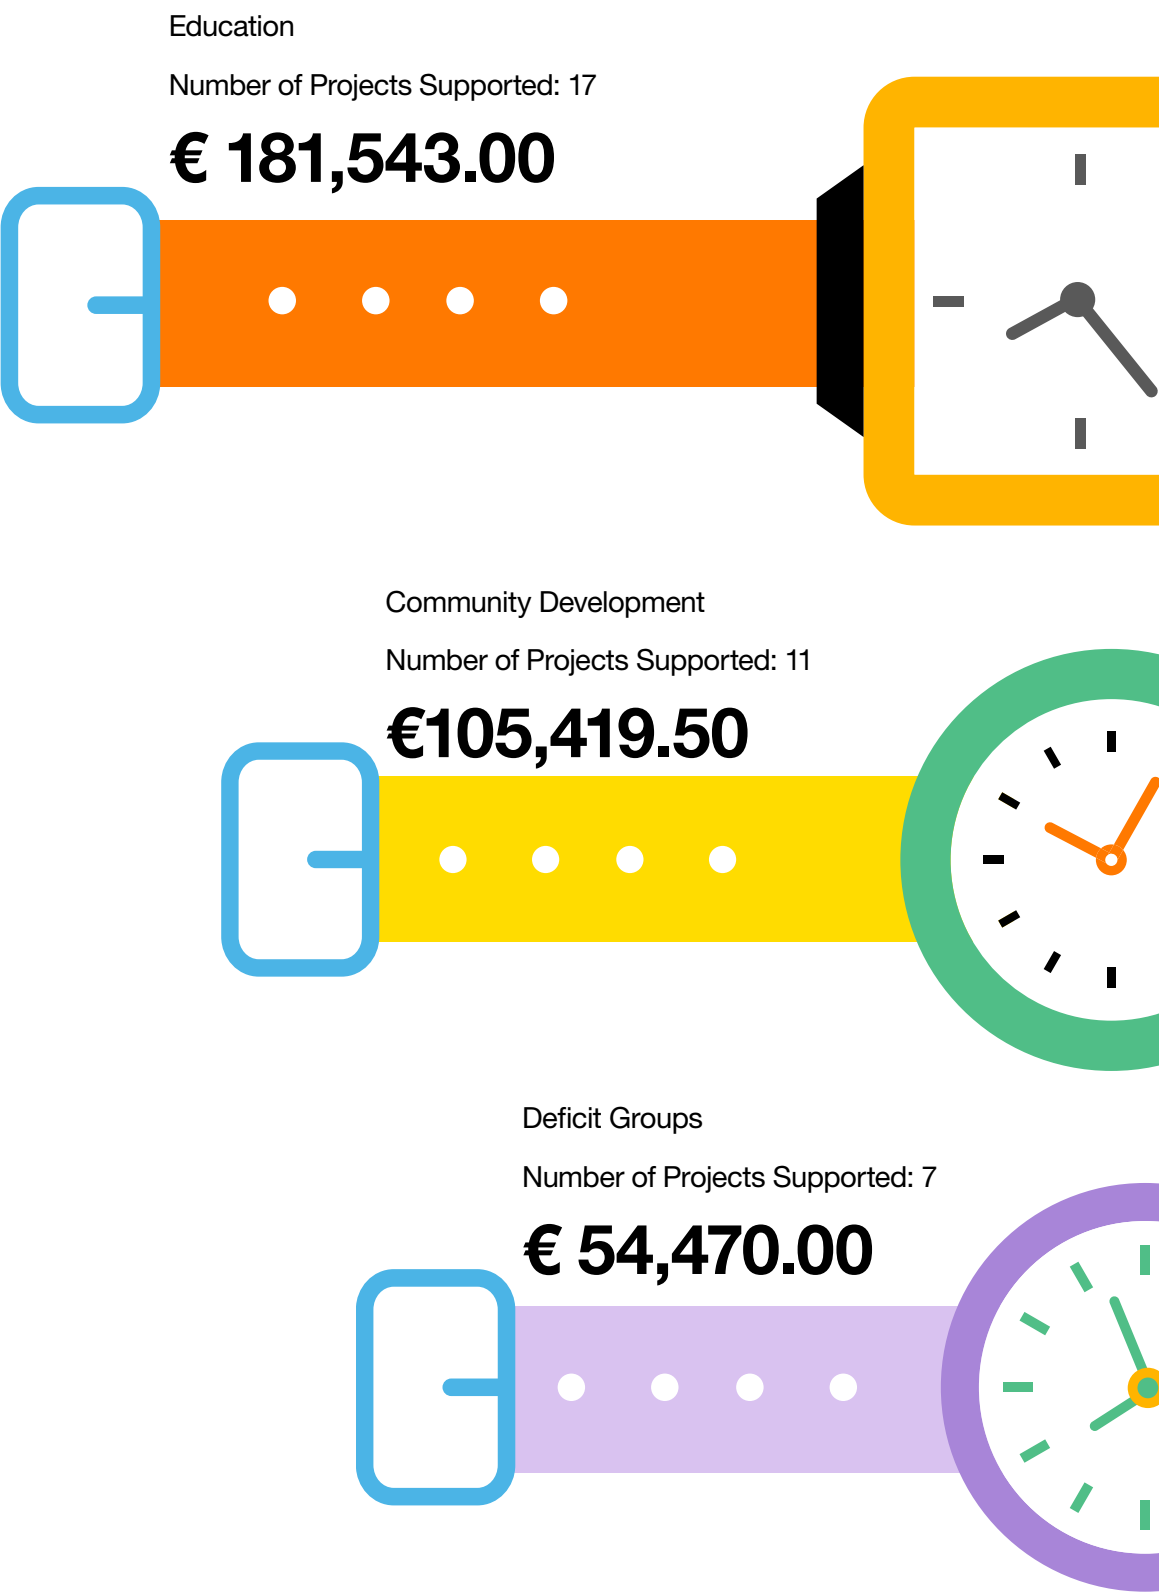 Education
Number of Projects Supported: 17
€ 181,543.00
Community Development
Number of Projects Supported: 11
€105,419.50
Deficit Groups
Number of Projects Supported: 7
€ 54,470.00